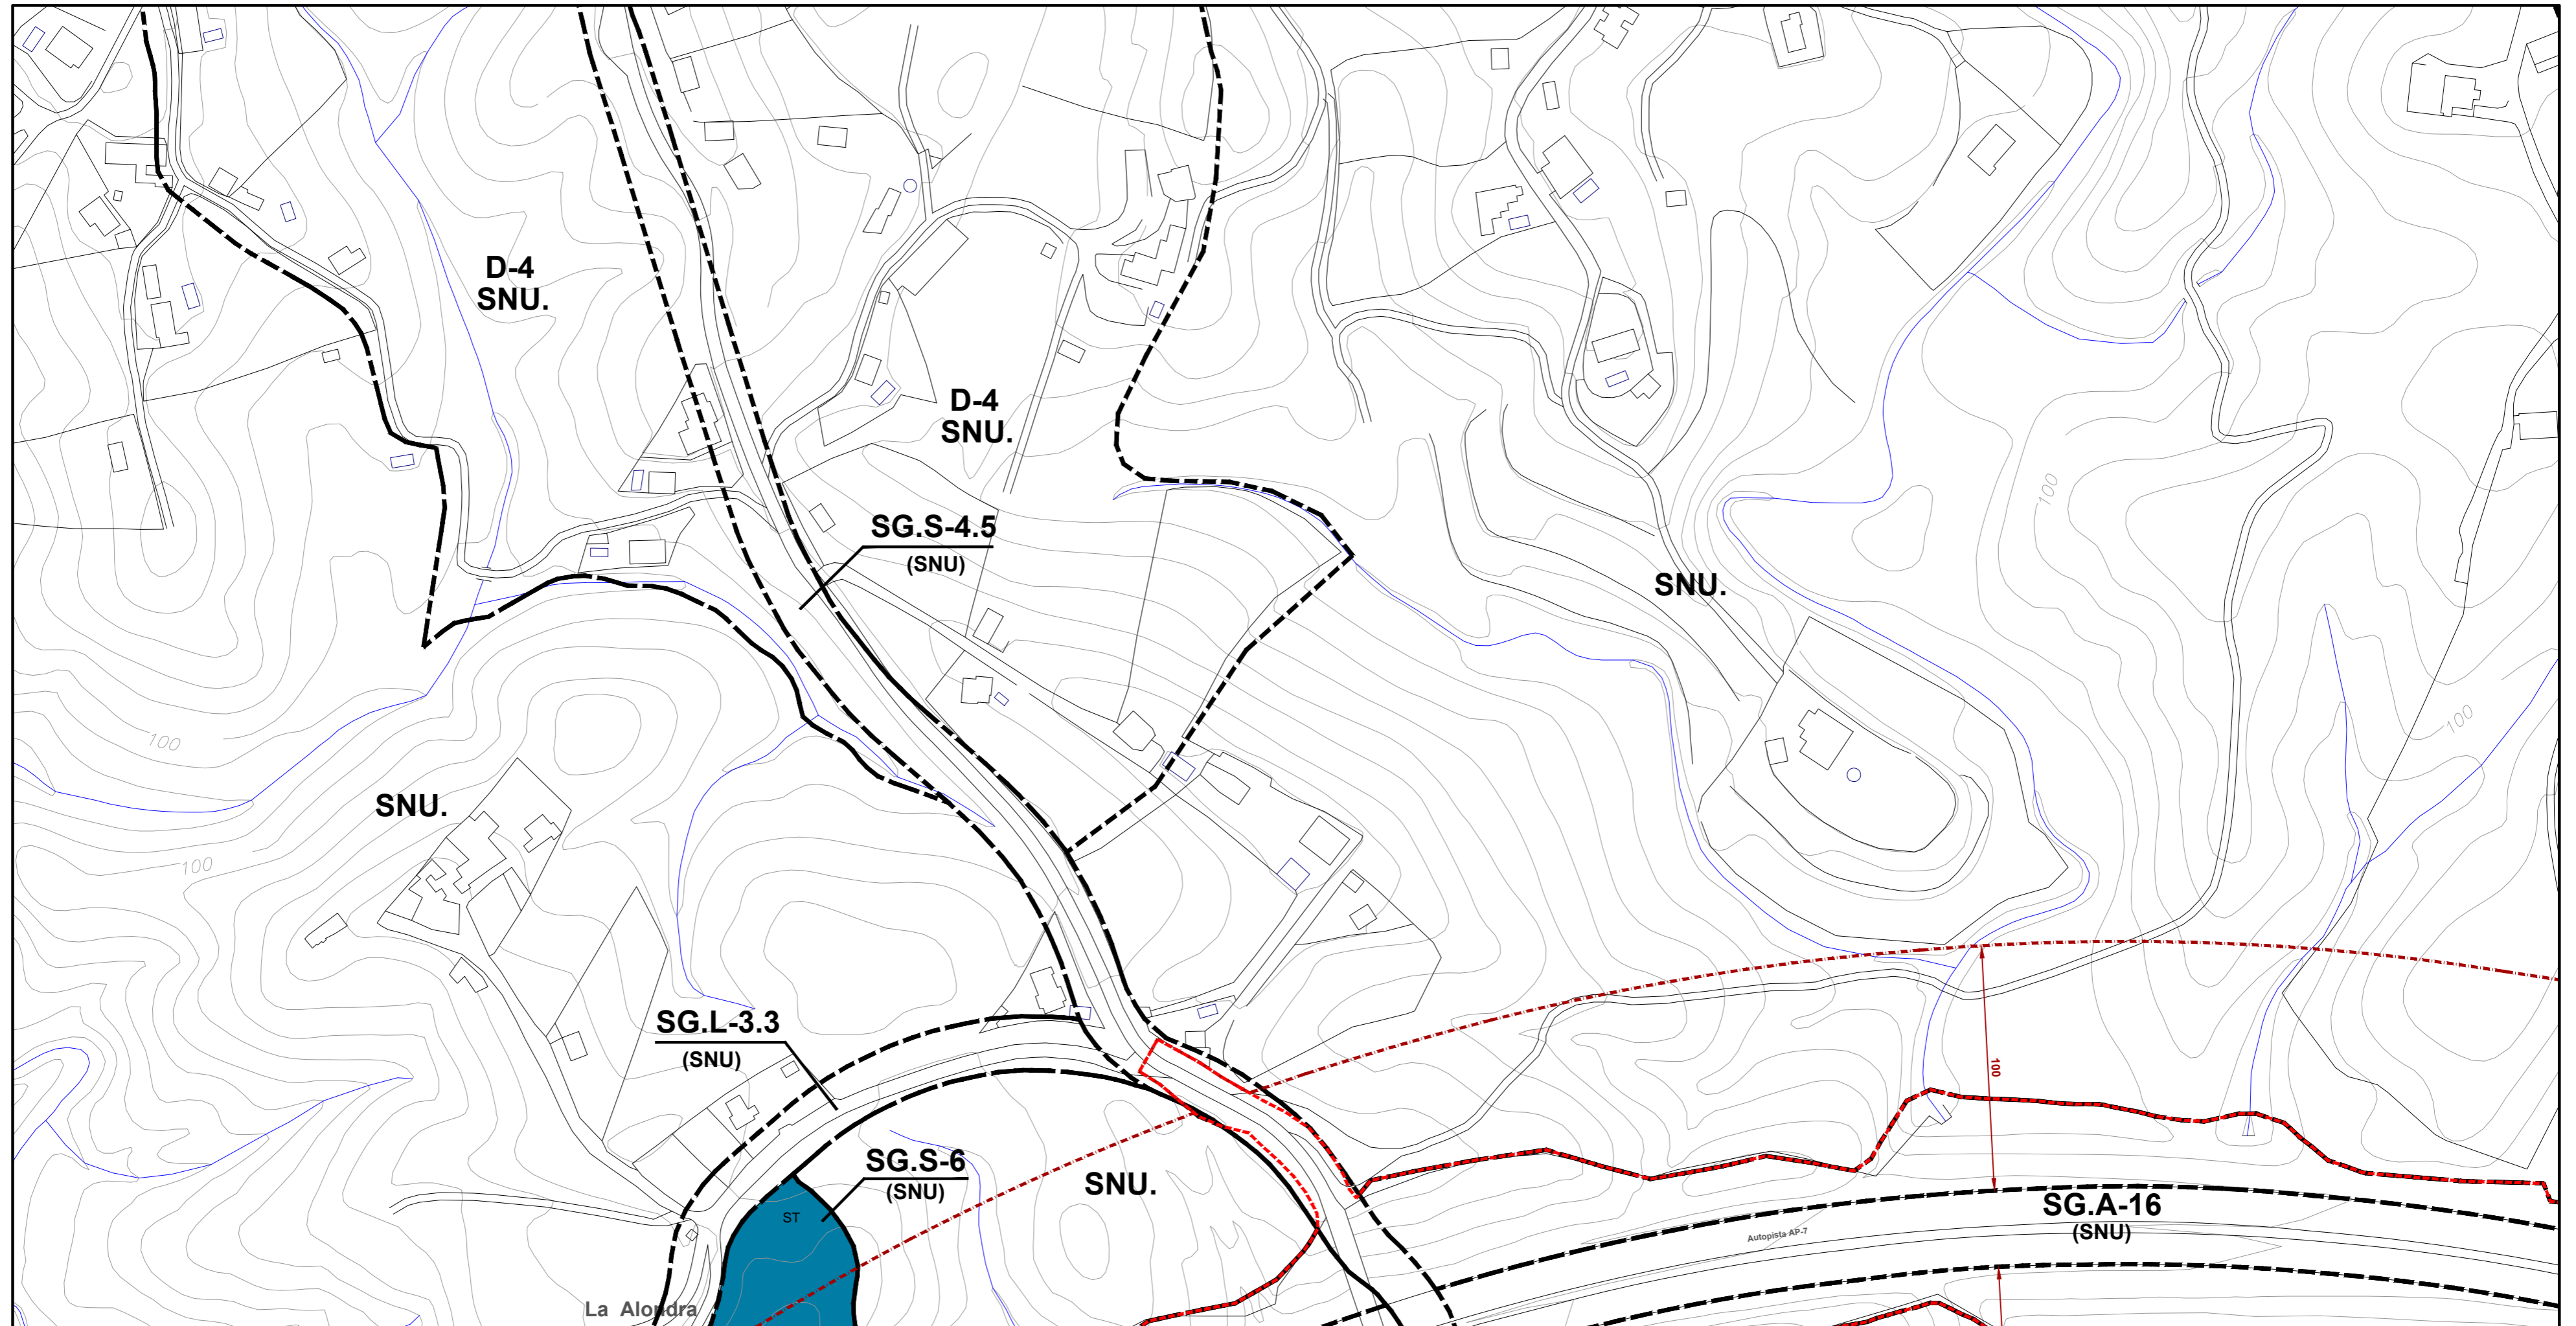 D-4
SNU.
D-4
SNU.
100
SG.S-4.5
(SNU)
SNU.
100
100
SNU.
100
SG.L-3.3
(SNU)
100
SG.S-6
(SNU)
SNU.
ST
SG.A-16
(SNU)
Autopista AP-7
La Alondra